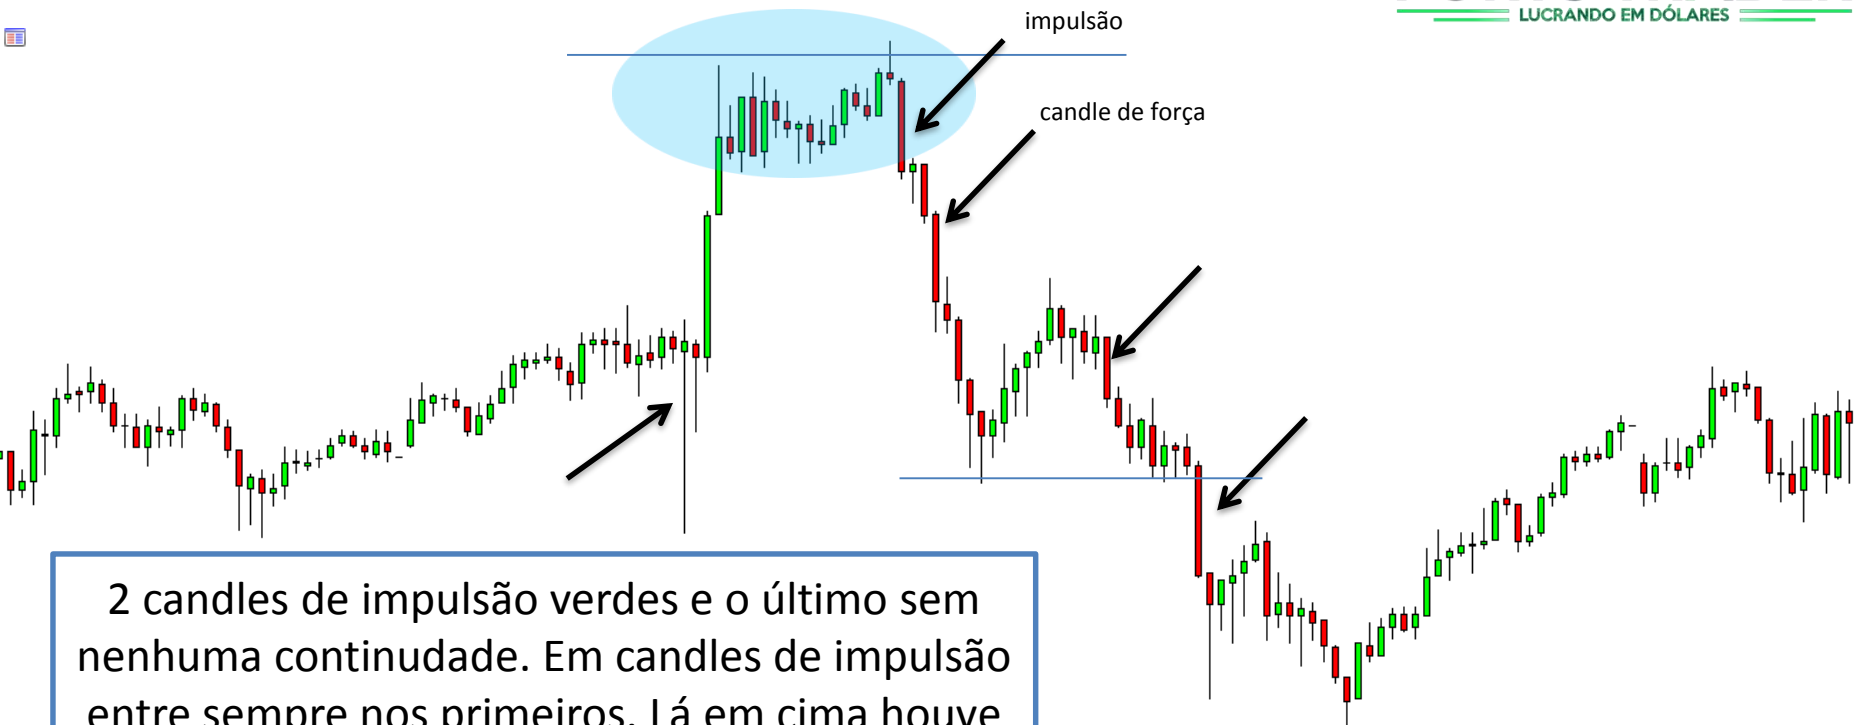 LUCRANDO EM DÓLARES
impulsão
candle de força
2 candles de impulsão verdes e o último sem
nenhuma continudade. Em candles de impulsão
entre sempre nos primeiros. Lá em cima houve